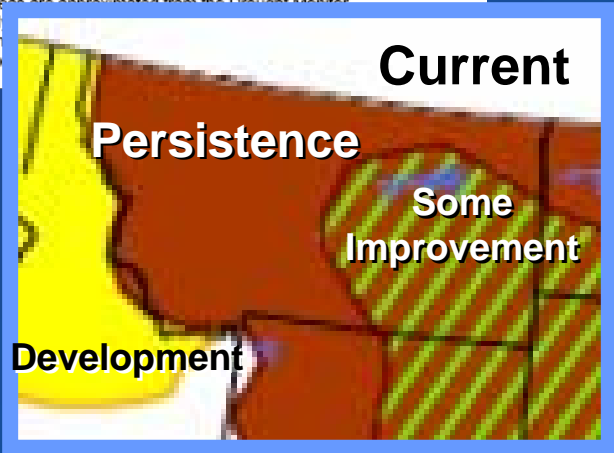 Current
Persistence
Some
Improvement
Development